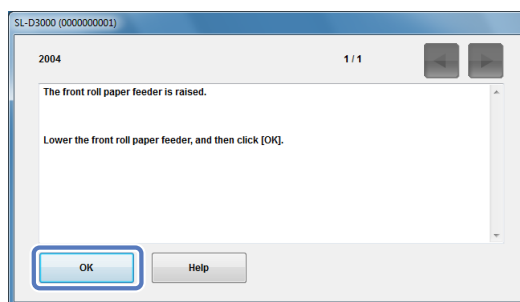 SL-D3000 (0000000001)
2004 1 / 1
The front roll paper feeder is raised.
Lower the front roll paper feeder, and then click [OK].
OK Help